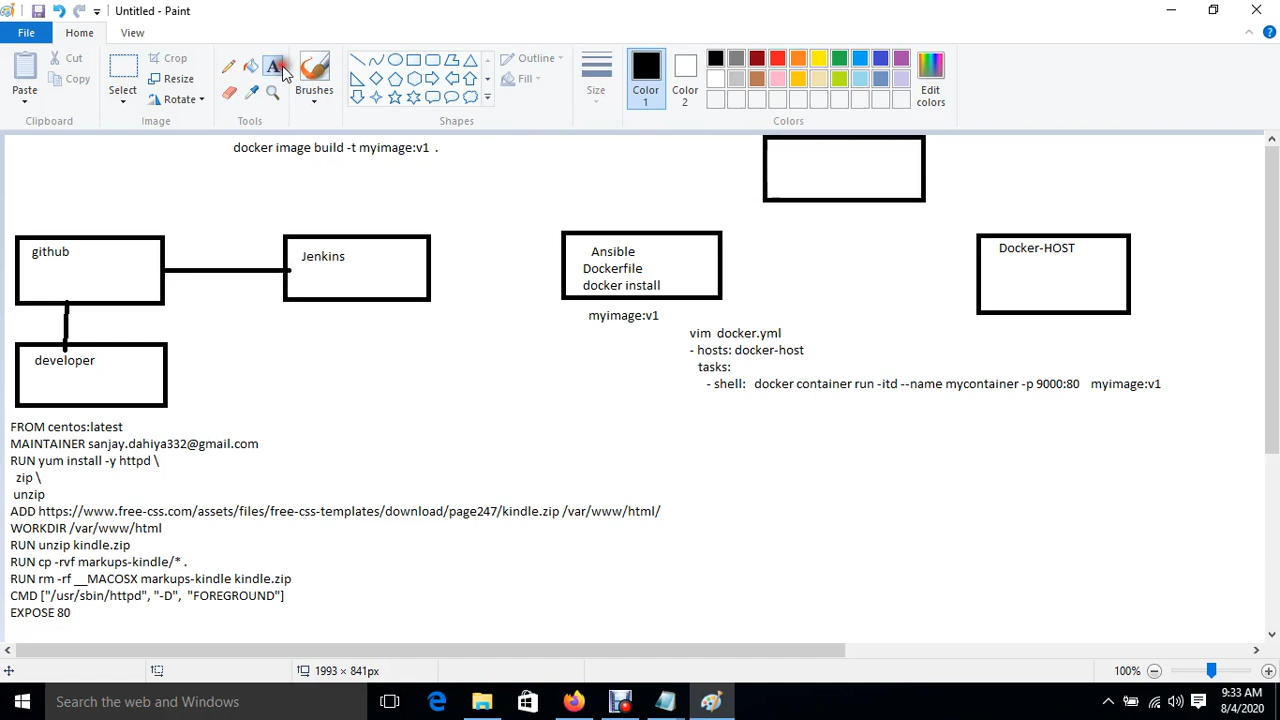 Untitled - Paint
File
Home
View
Paste
Cut
Copy
Clipboard
Select
Crop
Resize
Rotate
Image
A
Tools
Brushes
Shapes
Outline
Fill
Size
Color
1
Color
2
Edit
colors
Colors
docker image build -t myimage:v1 .
github
Jenkins
Ansible
Dockerfile
docker install
Docker-HOST
myimage:v1
vim docker.yml
- hosts: docker-host
tasks:
- shell: docker container run -itd --name mycontainer -p 9000:80 myimage:v1
developer
FROM centos:latest
MAINTAINER sanjay.dahiya332@gmail.com
RUN yum install -y httpd \
zip \
unzip
ADD https://www.free-css.com/assets/files/free-css-templates/download/page247/kindle.zip /var/www/html/
WORKDIR /var/www/html
RUN unzip kindle.zip
RUN cp -rvf markups-kindle/* .
RUN rm -rf __MACOSX markups-kindle kindle.zip
CMD ["/usr/sbin/httpd", "-D", "FOREGROUND"]
EXPOSE 80
1993 × 841px
100%
Search the web and Windows
9:33 AM
8/4/2020